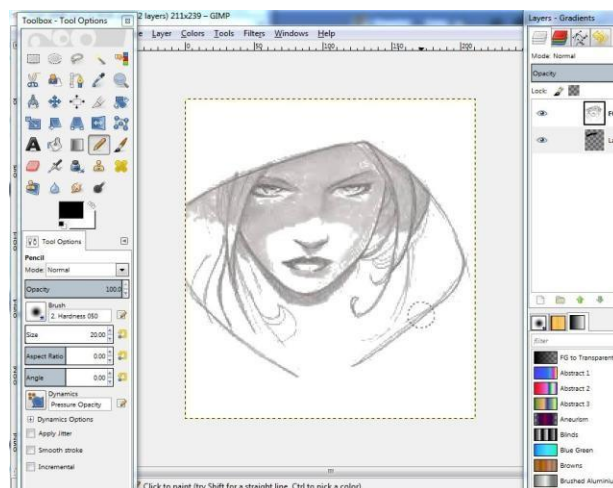 Toolbox - Tool Options
2 layers) 211x239 – GIMP
Layers - Gradients
Layer Colors Tools Filters Windows Help
Mode: Normal
Opacity
Lock:
Tool Options
Pencil
Mode: Normal
Opacity 100.0
Brush
2. Hardness 050
Size 20.00
Aspect Ratio 0.00
Angle 0.00
Dynamics
Pressure Opacity
Dynamics Options
Apply Jitter
Smooth stroke
Incremental
filter
FG to Transparent
Abstract 1
Abstract 2
Abstract 3
Aneurism
Blinds
Blue Green
Browns
Brushed Aluminiu
Click to paint (try Shift for a straight line, Ctrl to pick a color)